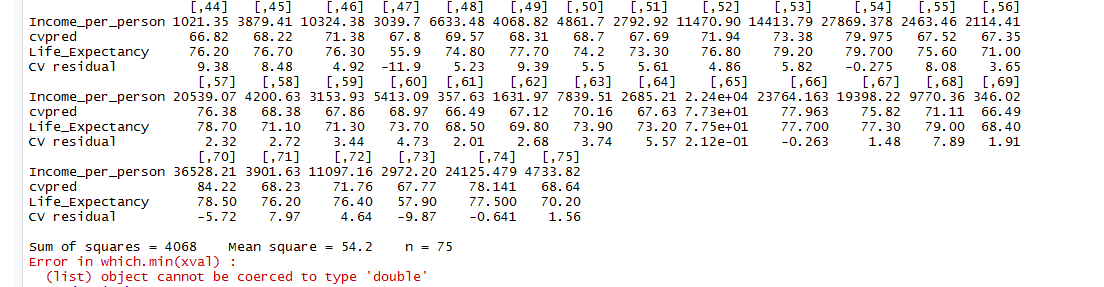 [,44] [,45] [,46] [,47] [,48] [,49] [,50] [,51] [,52] [,53] [,54] [,55] [,56]
Income_per_person 1021.35 3879.41 10324.38 3039.7 6633.48 4068.82 4861.7 2792.92 11470.90 14413.79 27869.378 2463.46 2114.41
cvpred 66.82 68.22 71.38 67.8 69.57 68.31 68.7 67.69 71.94 73.38 79.975 67.52 67.35
Life_Expectancy 76.20 76.70 76.30 55.9 74.80 77.70 74.2 73.30 76.80 79.20 79.700 75.60 71.00
CV residual 9.38 8.48 4.92 -11.9 5.23 9.39 5.5 5.61 4.86 5.82 -0.275 8.08 3.65
[,57] [,58] [,59] [,60] [,61] [,62] [,63] [,64] [,65] [,66] [,67] [,68] [,69]
Income_per_person 20539.07 4200.63 3153.93 5413.09 357.63 1631.97 7839.51 2685.21 2.24e+04 23764.163 19398.22 9770.36 346.02
cvpred 76.38 68.38 67.86 68.97 66.49 67.12 70.16 67.63 7.73e+01 77.963 75.82 71.11 66.49
Life_Expectancy 78.70 71.10 71.30 73.70 68.50 69.80 73.90 73.20 7.75e+01 77.700 77.30 79.00 68.40
CV residual 2.32 2.72 3.44 4.73 2.01 2.68 3.74 5.57 2.12e-01 -0.263 1.48 7.89 1.91
[,70] [,71] [,72] [,73] [,74] [,75]
Income_per_person 36528.21 3901.63 11097.16 2972.20 24125.479 4733.82
cvpred 84.22 68.23 71.76 67.77 78.141 68.64
Life_Expectancy 78.50 76.20 76.40 57.90 77.500 70.20
CV residual -5.72 7.97 4.64 -9.87 -0.641 1.56
Sum of squares = 4068 Mean square = 54.2 n = 75
Error in which.min(xval) :
(list) object cannot be coerced to type 'double'